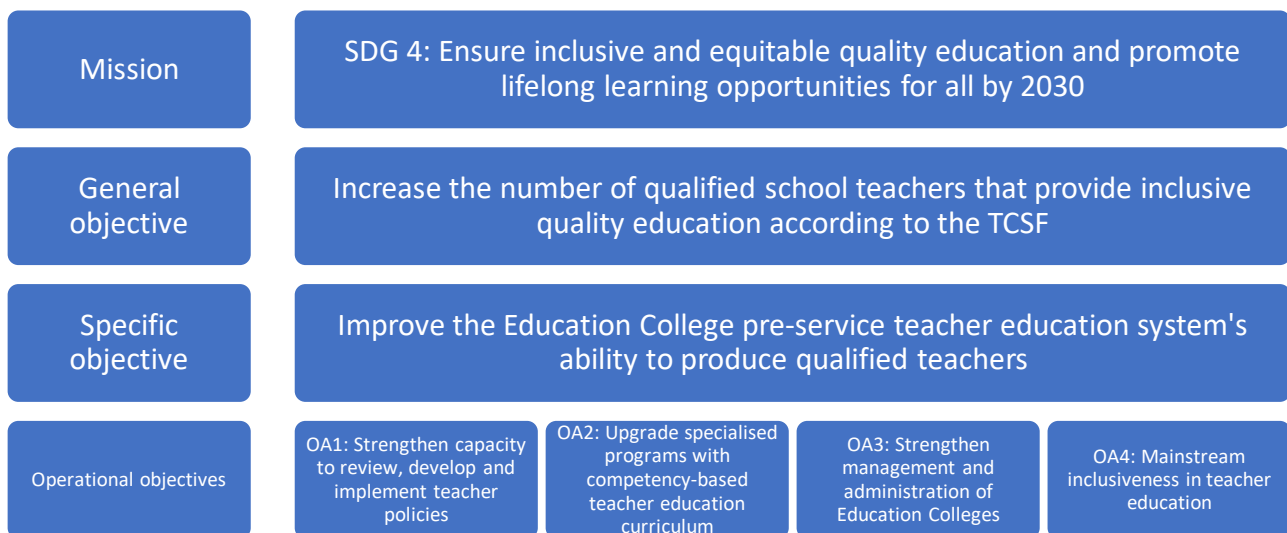 Mission
SDG 4: Ensure inclusive and equitable quality education and promote
lifelong learning opportunities for all by 2030
General
objective
Increase the number of qualified school teachers that provide inclusive
quality education according to the TCSF
Specific
objective
Improve the Education College pre-service teacher education system's
ability to produce qualified teachers
Operational objectives
OA1: Strengthen capacity
to review, develop and
implement teacher
policies
OA2: Upgrade specialised
programs with
competency-based
teacher education
curriculum
OA3: Strengthen
management and
administration of
Education Colleges
OA4: Mainstream
inclusiveness in teacher
education